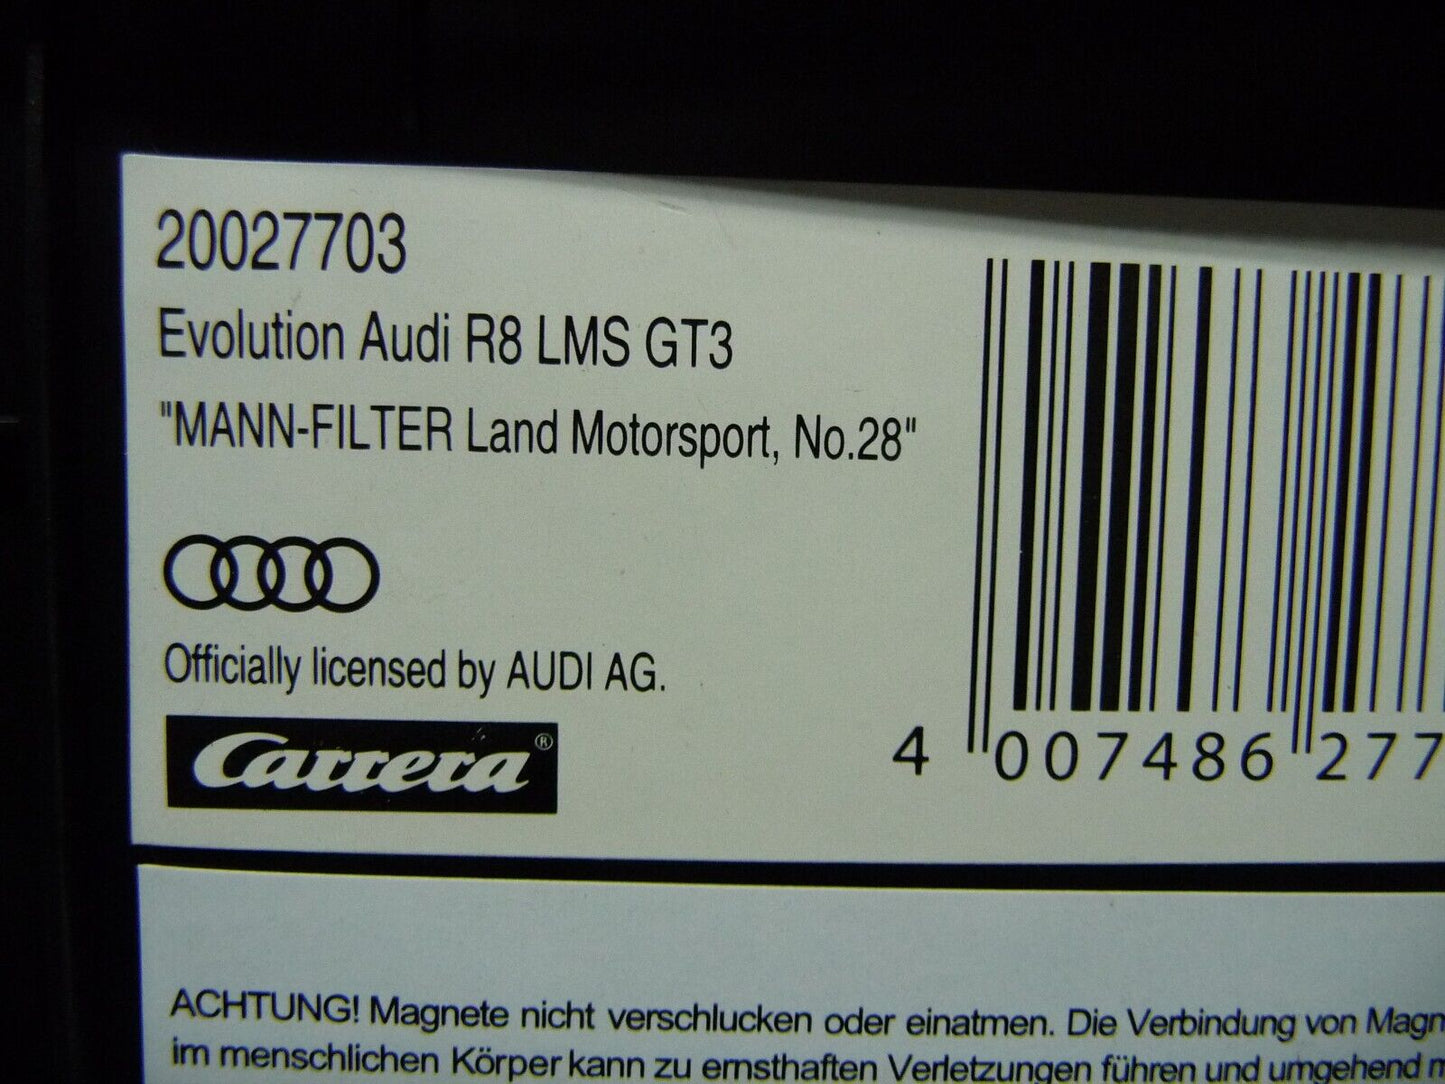 20027703
Evolution Audi R8 LMS GT3
"MANN-FILTER Land Motorsport, No.28"
Officially licensed by AUDI AG.
Carrera®
4 007486 277
ACHTUNG! Magnete nicht verschlucken oder einatmen. Die Verbindung von Magn
im menschlichen Körper kann zu ernsthaften Verletzungen führen und umgehend m